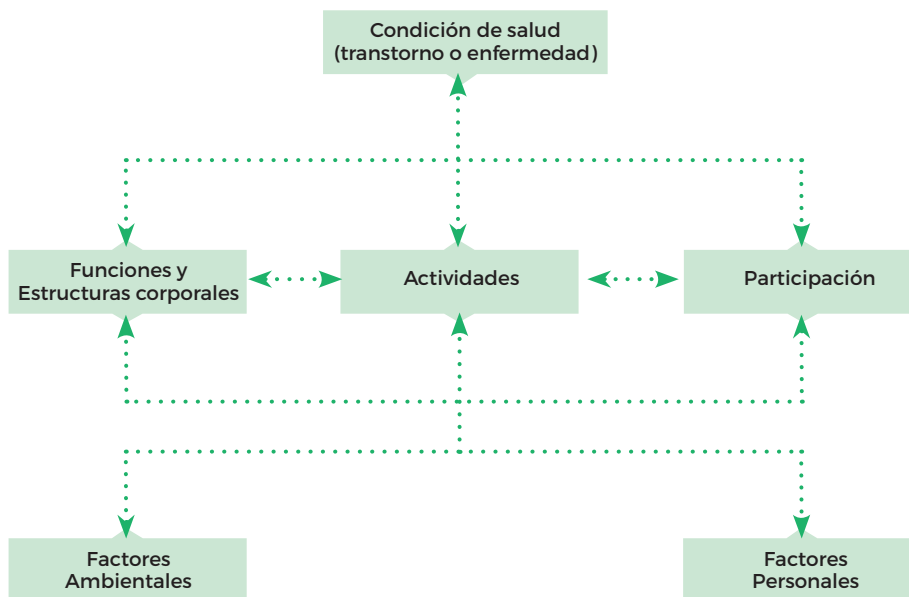 Condición de salud
(transtorno o enfermedad)
Funciones y
Estructuras corporales
Actividades
Participación
Factores
Ambientales
Factores
Personales